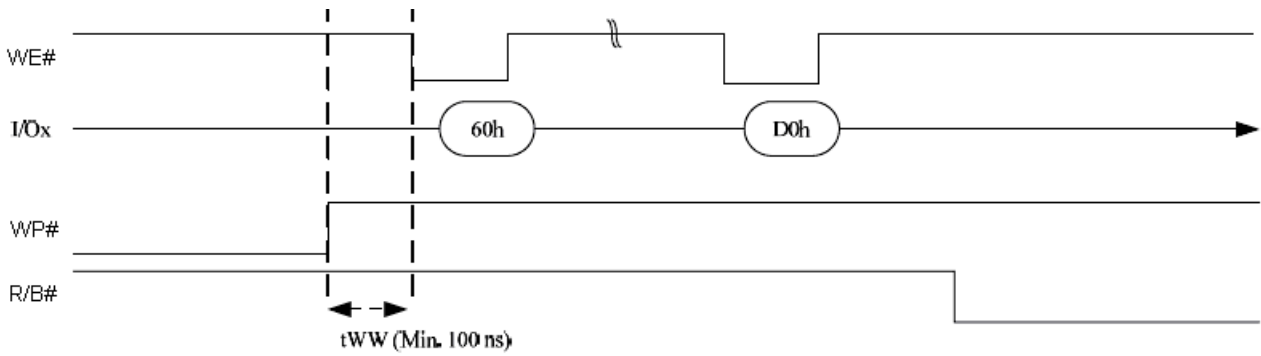 WE#
I/Ox
60h
D0h
WP#
R/B#
tWW (Min. 100 ns)